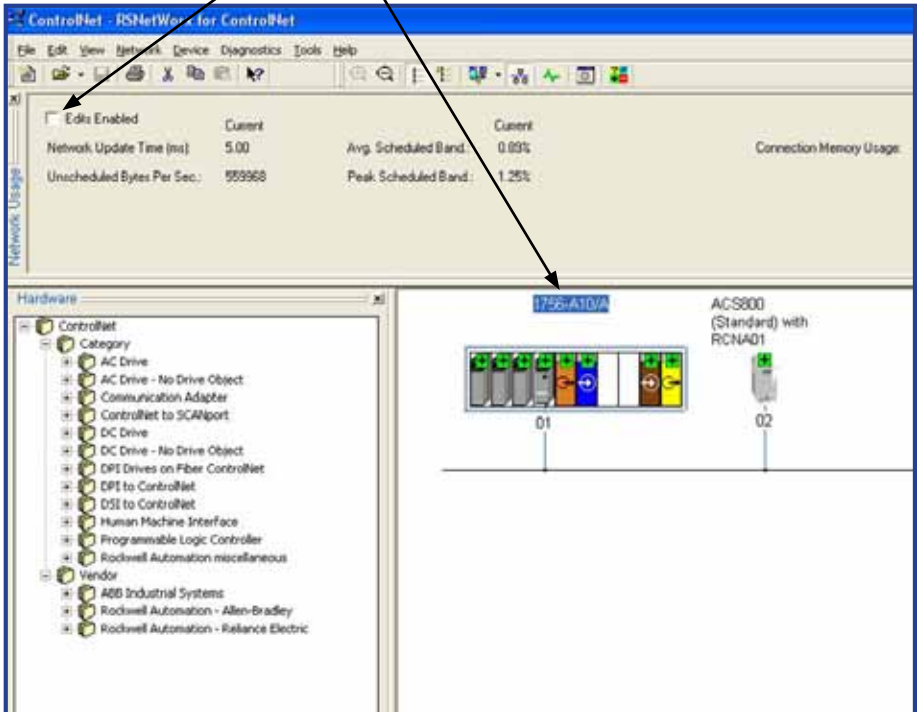 ControlNet - RSNetWorx for ControlNet
File Edit View Network Device Diagnostics Tools Help
Edits Enabled
Current
Current
Network Update Time (ms): 5.00 Avg. Scheduled Band.: 0.89% Connection Memory Usage:
Unscheduled Bytes Per Sec.: 559968 Peak Scheduled Band.: 1.25%
Network Usage
Hardware
ControlNet
Category
AC Drive
AC Drive - No Drive Object
Communication Adapter
ControlNet to SCANport
DC Drive
DC Drive - No Drive Object
DPI Drives on Fiber ControlNet
DPI to ControlNet
DSI to ControlNet
Human Machine Interface
Programmable Logic Controller
Rockwell Automation miscellaneous
Vendor
ABB Industrial Systems
Rockwell Automation - Allen-Bradley
Rockwell Automation - Reliance Electric
1756-A10/A
ACS800
(Standard) with
RCNA01
01
02